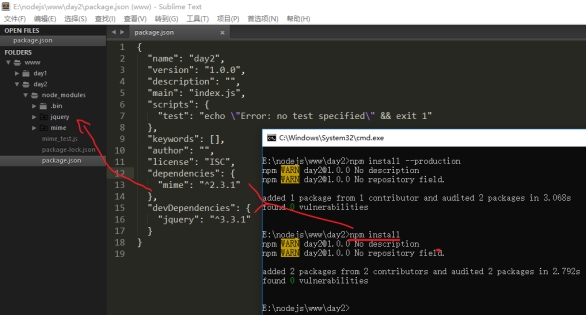 E:\nodejs\www\day2\package.json (www) - Sublime Text
文件(F) 编辑(E) 选择(S) 查找(I) 查看(V) 转到(G) 工具(T) 项目(P) 首选项(N) 帮助(H)
OPEN FILES
package.json
FOLDERS
www
day1
day2
node_modules
.bin
jquery
mime
mime_test.js
package-lock.json
package.json
package.json
1 {
2 "name": "day2",
3 "version": "1.0.0",
4 "description": "",
5 "main": "index.js",
6 "scripts": {
7 "test": "echo \"Error: no test specified\" && exit 1"
8 },
9 "keywords": [],
10 "author": "",
11 "license": "ISC",
12 "dependencies": {
13 "mime": "^2.3.1"
14 },
15 "devDependencies": {
16 "jquery": "^3.3.1"
17 }
18 }
19
C:\Windows\System32\cmd.exe
E:\nodejs\www\day2>npm install --production
npm WARN day2@1.0.0 No description
npm WARN day2@1.0.0 No repository field.
added 1 package from 1 contributor and audited 2 packages in 3.068s
found 0 vulnerabilities
E:\nodejs\www\day2>npm install
npm WARN day2@1.0.0 No description
npm WARN day2@1.0.0 No repository field.
added 2 packages from 2 contributors and audited 2 packages in 2.792s
found 0 vulnerabilities
E:\nodejs\www\day2>